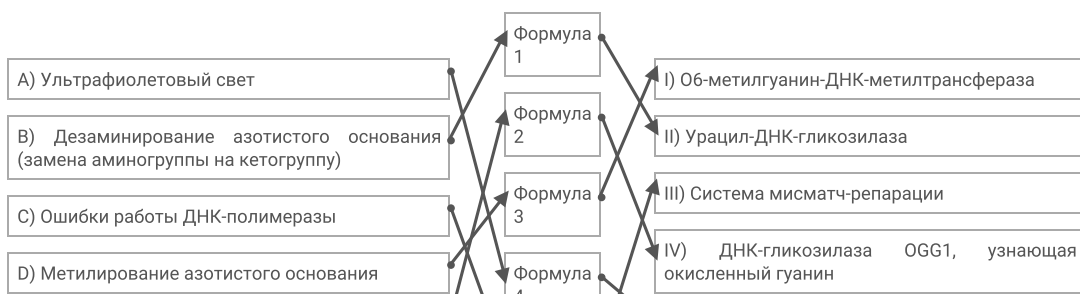 A) Ультрафиолетовый свет
B) Дезаминирование азотистого основания
(замена аминогруппы на кетогруппу)
C) Ошибки работы ДНК-полимеразы
D) Метилирование азотистого основания
Формула
1
Формула
2
Формула
3
Формула
I) О6-метилгуанин-ДНК-метилтрансфераза
II) Урацил-ДНК-гликозилаза
III) Система мисматч-репарации
IV) ДНК-гликозилаза OGG1, узнающая
окисленный гуанин